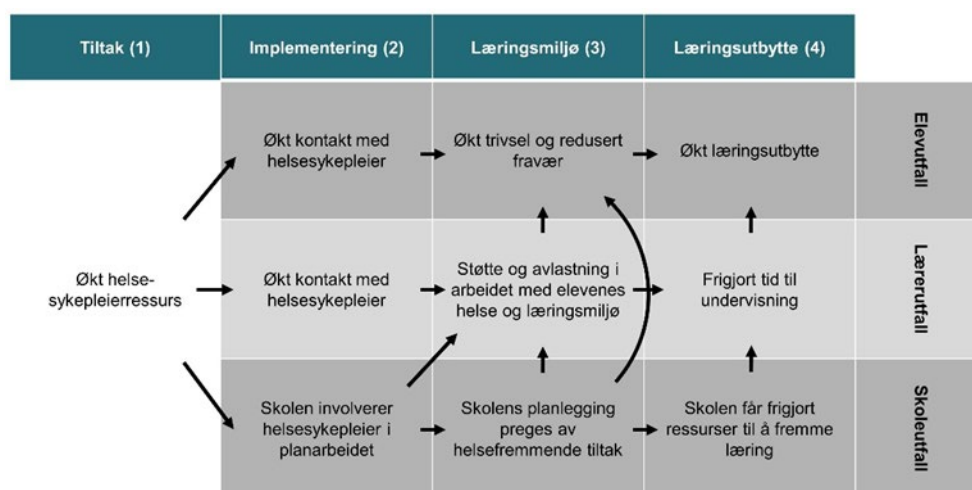 Tiltak (1)
Implementering (2)
Læringsmiljø (3)
Læringsutbytte (4)
Økt kontakt med
helsesykepleier
Økt trivsel og redusert
fravær
Økt læringsutbytte
Elevutfall
Økt helse-
sykepleierressurs
Økt kontakt med
helsesykepleier
Støtte og avlastning i
arbeidet med elevenes
helse og læringsmiljø
Frigjort tid til
undervisning
Lærerutfall
Skolen involverer
helsesykepleier i
planarbeidet
Skolens planlegging
preges av
helsefremmende tiltak
Skolen får frigjort
ressurser til å fremme
læring
Skoleutfall